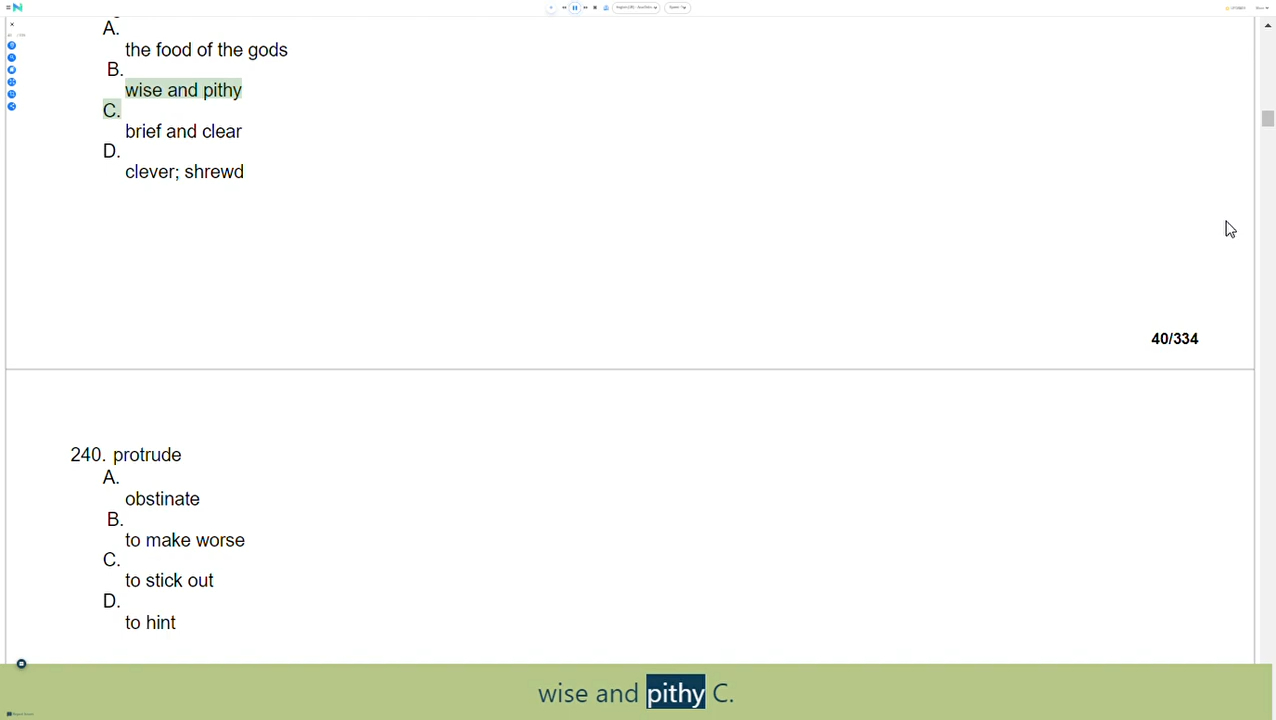 A.
the food of the gods
B.
wise and pithy
C.
brief and clear
D.
clever; shrewd
40/334
240. protrude
A.
obstinate
B.
to make worse
C.
to stick out
D.
to hint
wise and pithy C.